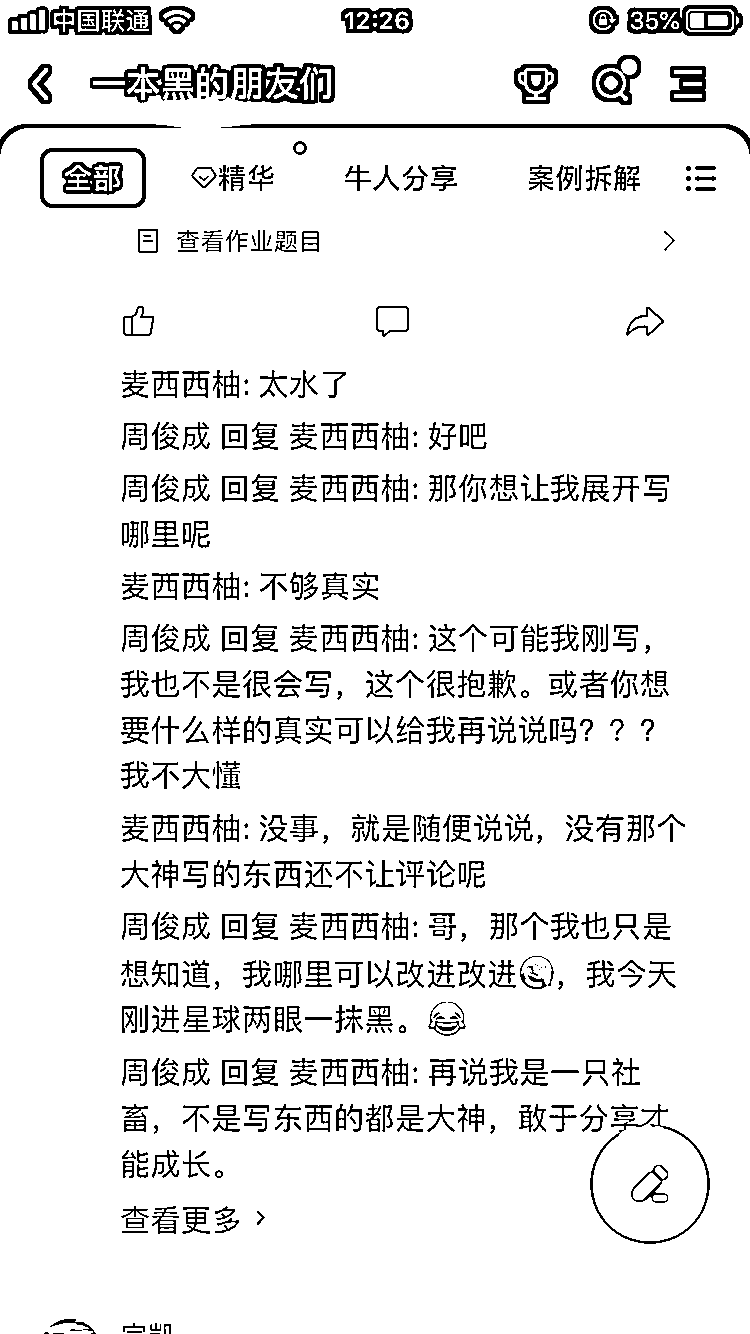 中国联通 12:26 35%
一本黑的朋友们
全部 精华 牛人分享 案例拆解
查看作业题目
麦西西柚: 太水了
周俊成 回复 麦西西柚: 好吧
周俊成 回复 麦西西柚: 那你想让我展开写
哪里呢
麦西西柚: 不够真实
周俊成 回复 麦西西柚: 这个可能我刚写，
我也不是很会写，这个很抱歉。或者你想
要什么样的真实可以给我再说说吗？？？
我不大懂
麦西西柚: 没事，就是随便说说，没有那个
大神写的东西还不让评论呢
周俊成 回复 麦西西柚: 哥，那个我也只是
想知道，我哪里可以改进改进，我今天
刚进星球两眼一抹黑。😂
周俊成 回复 麦西西柚: 再说我是一只社
畜，不是写东西的都是大神，敢于分享才
能成长。
查看更多